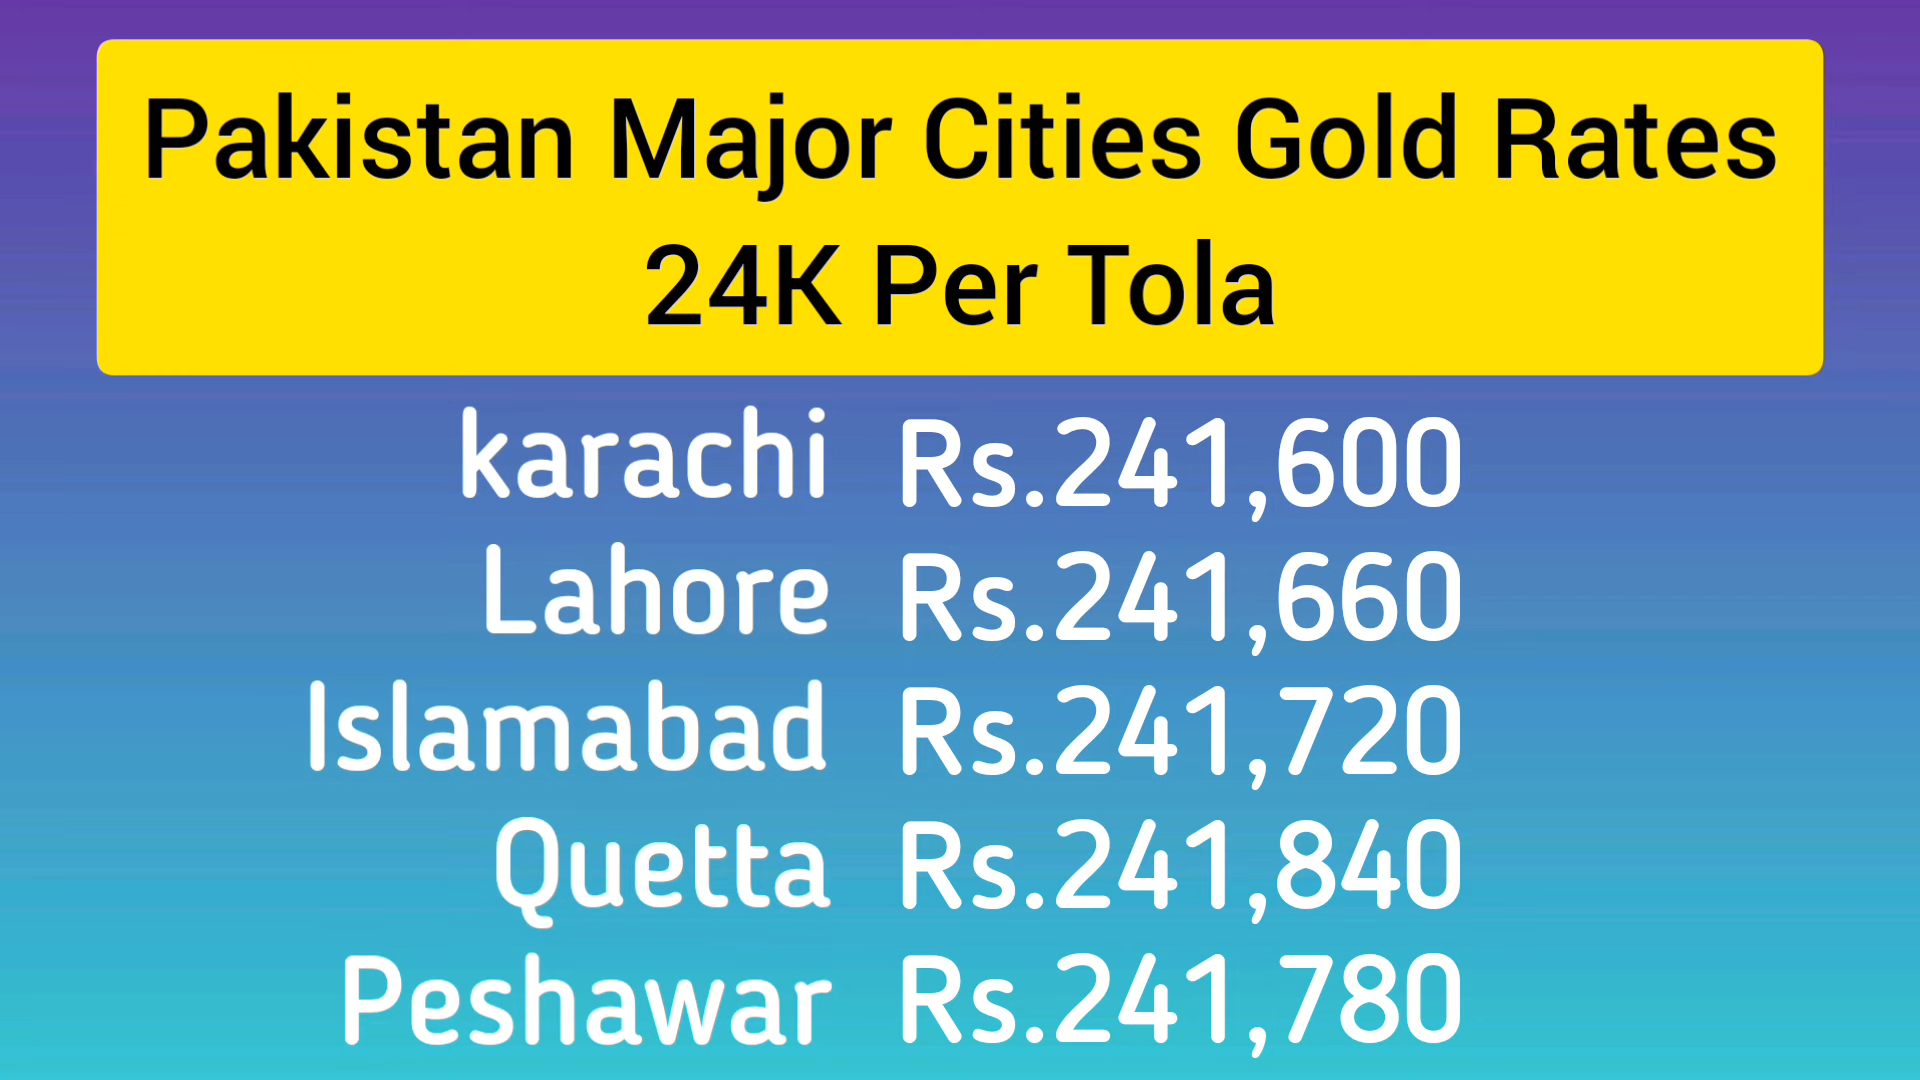 Pakistan Major Cities Gold Rates
24K Per Tola
karachi Rs.241,600
Lahore Rs.241,660
Islamabad Rs.241,720
Quetta Rs.241,840
Peshawar Rs.241,780